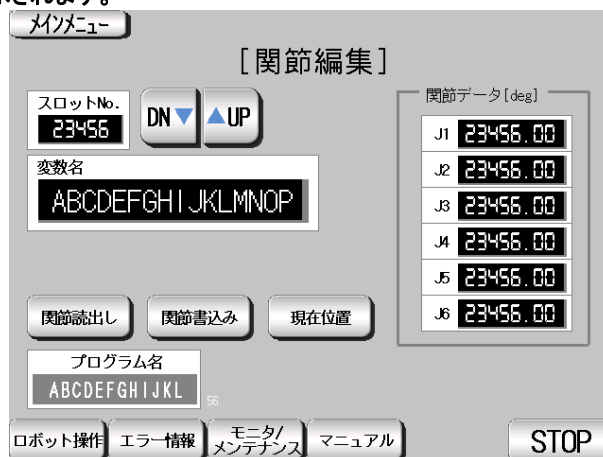 示されます。
メインメニュー
[関節編集]
スロットNo.
23456
DN▼ ▲UP
変数名
ABCDEFGHIJKLMNOP
関節データ[deg]
J1 23456.00
J2 23456.00
J3 23456.00
J4 23456.00
J5 23456.00
J6 23456.00
関節読出し 関節書込み 現在位置
プログラム名
ABCDEFGHIJKL
56
ロボット操作 エラー情報 モニタ/ マニュアル STOP
メンテナンス